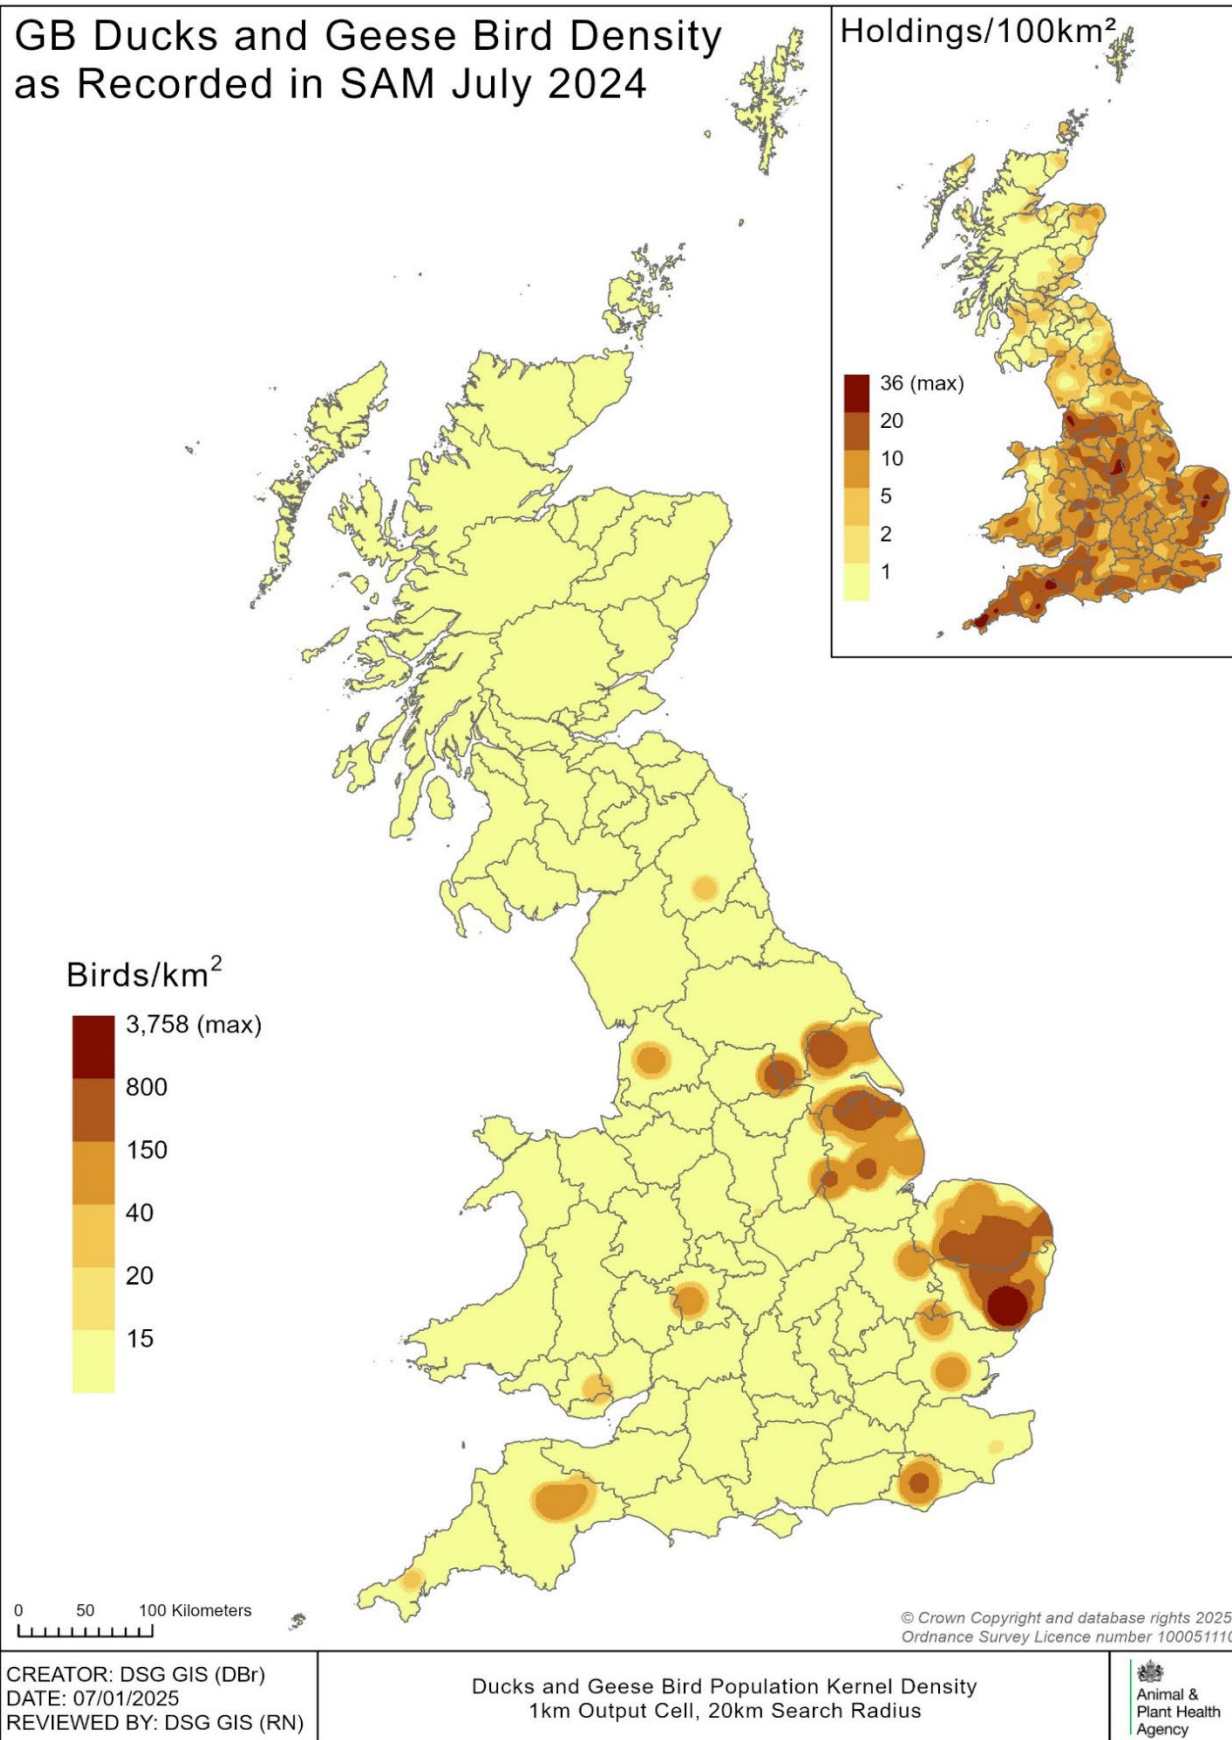 GB Ducks and Geese Bird Density
as Recorded in SAM July 2024
Holdings/100km²
36 (max)
20
10
5
2
1
Birds/km²
3,758 (max)
800
150
40
20
15
0 50 100 Kilometers
© Crown Copyright and database rights 2025
Ordnance Survey Licence number 100051110
CREATOR: DSG GIS (DBr)
DATE: 07/01/2025
REVIEWED BY: DSG GIS (RN)
Ducks and Geese Bird Population Kernel Density
1km Output Cell, 20km Search Radius
Animal &
Plant Health
Agency